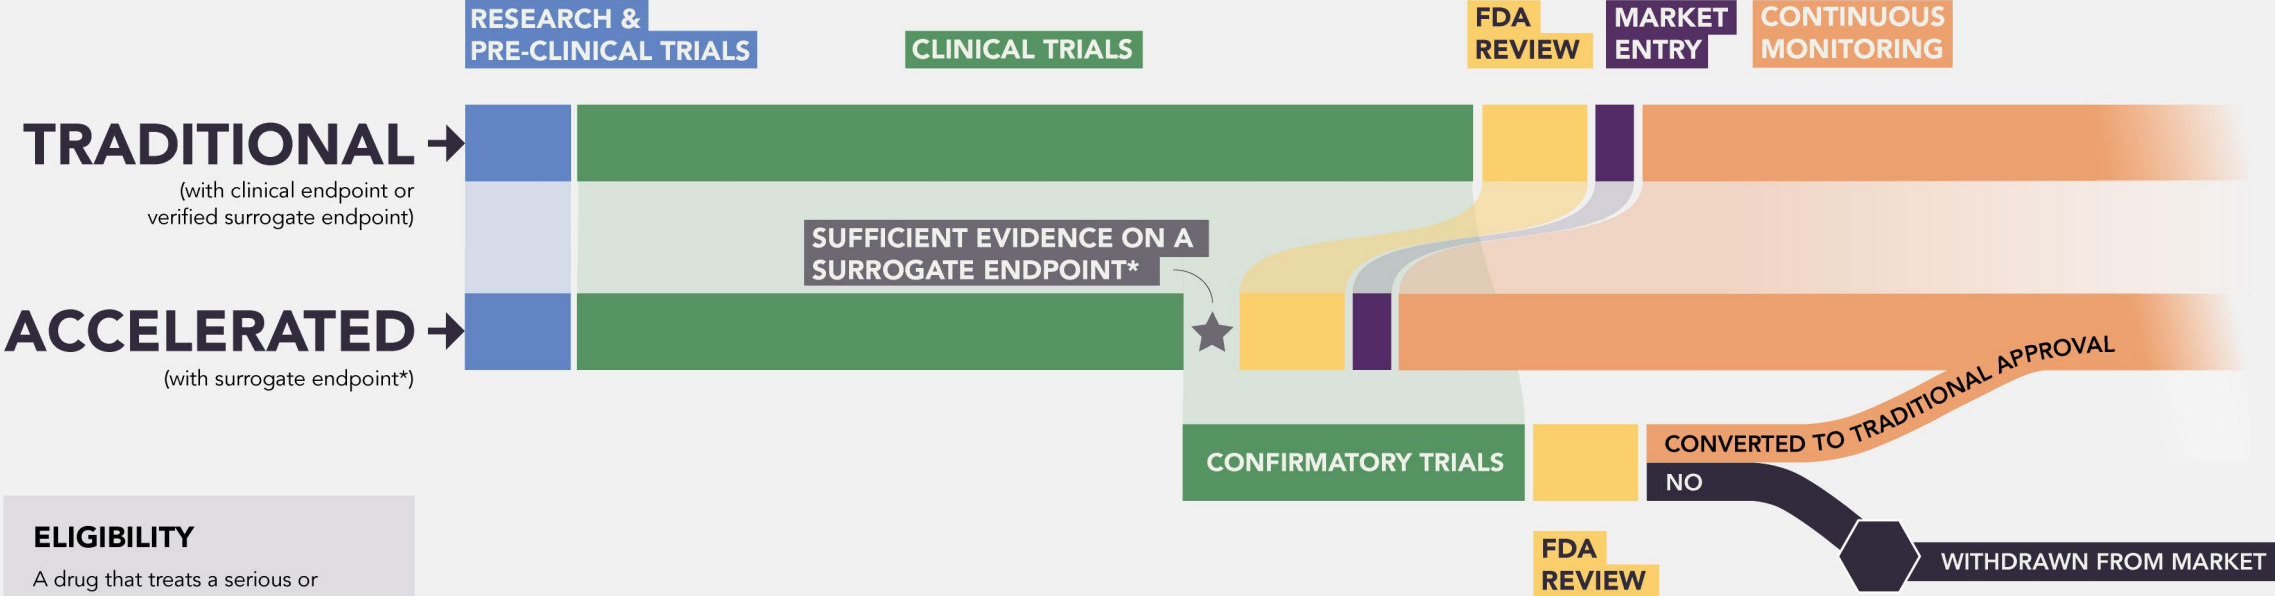 RESEARCH &
PRE-CLINICAL TRIALS
CLINICAL TRIALS
FDA
REVIEW
MARKET
ENTRY
CONTINUOUS
MONITORING
TRADITIONAL
(with clinical endpoint or
verified surrogate endpoint)
SUFFICIENT EVIDENCE ON A
SURROGATE ENDPOINT*
ACCELERATED
(with surrogate endpoint*)
CONFIRMATORY TRIALS
CONVERTED TO TRADITIONAL APPROVAL
NO
FDA
REVIEW
WITHDRAWN FROM MARKET
ELIGIBILITY
A drug that treats a serious or